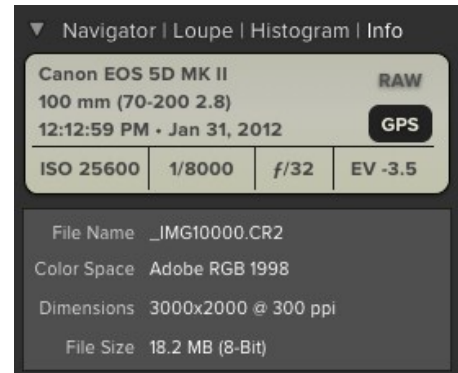 Navigator | Loupe | Histogram | Info
Canon EOS 5D MK II
RAW
100 mm (70-200 2.8)
12:12:59 PM • Jan 31, 2012
GPS
ISO 25600 1/8000 ƒ/32 EV -3.5
File Name _IMG10000.CR2
Color Space Adobe RGB 1998
Dimensions 3000x2000 @ 300 ppi
File Size 18.2 MB (8-Bit)